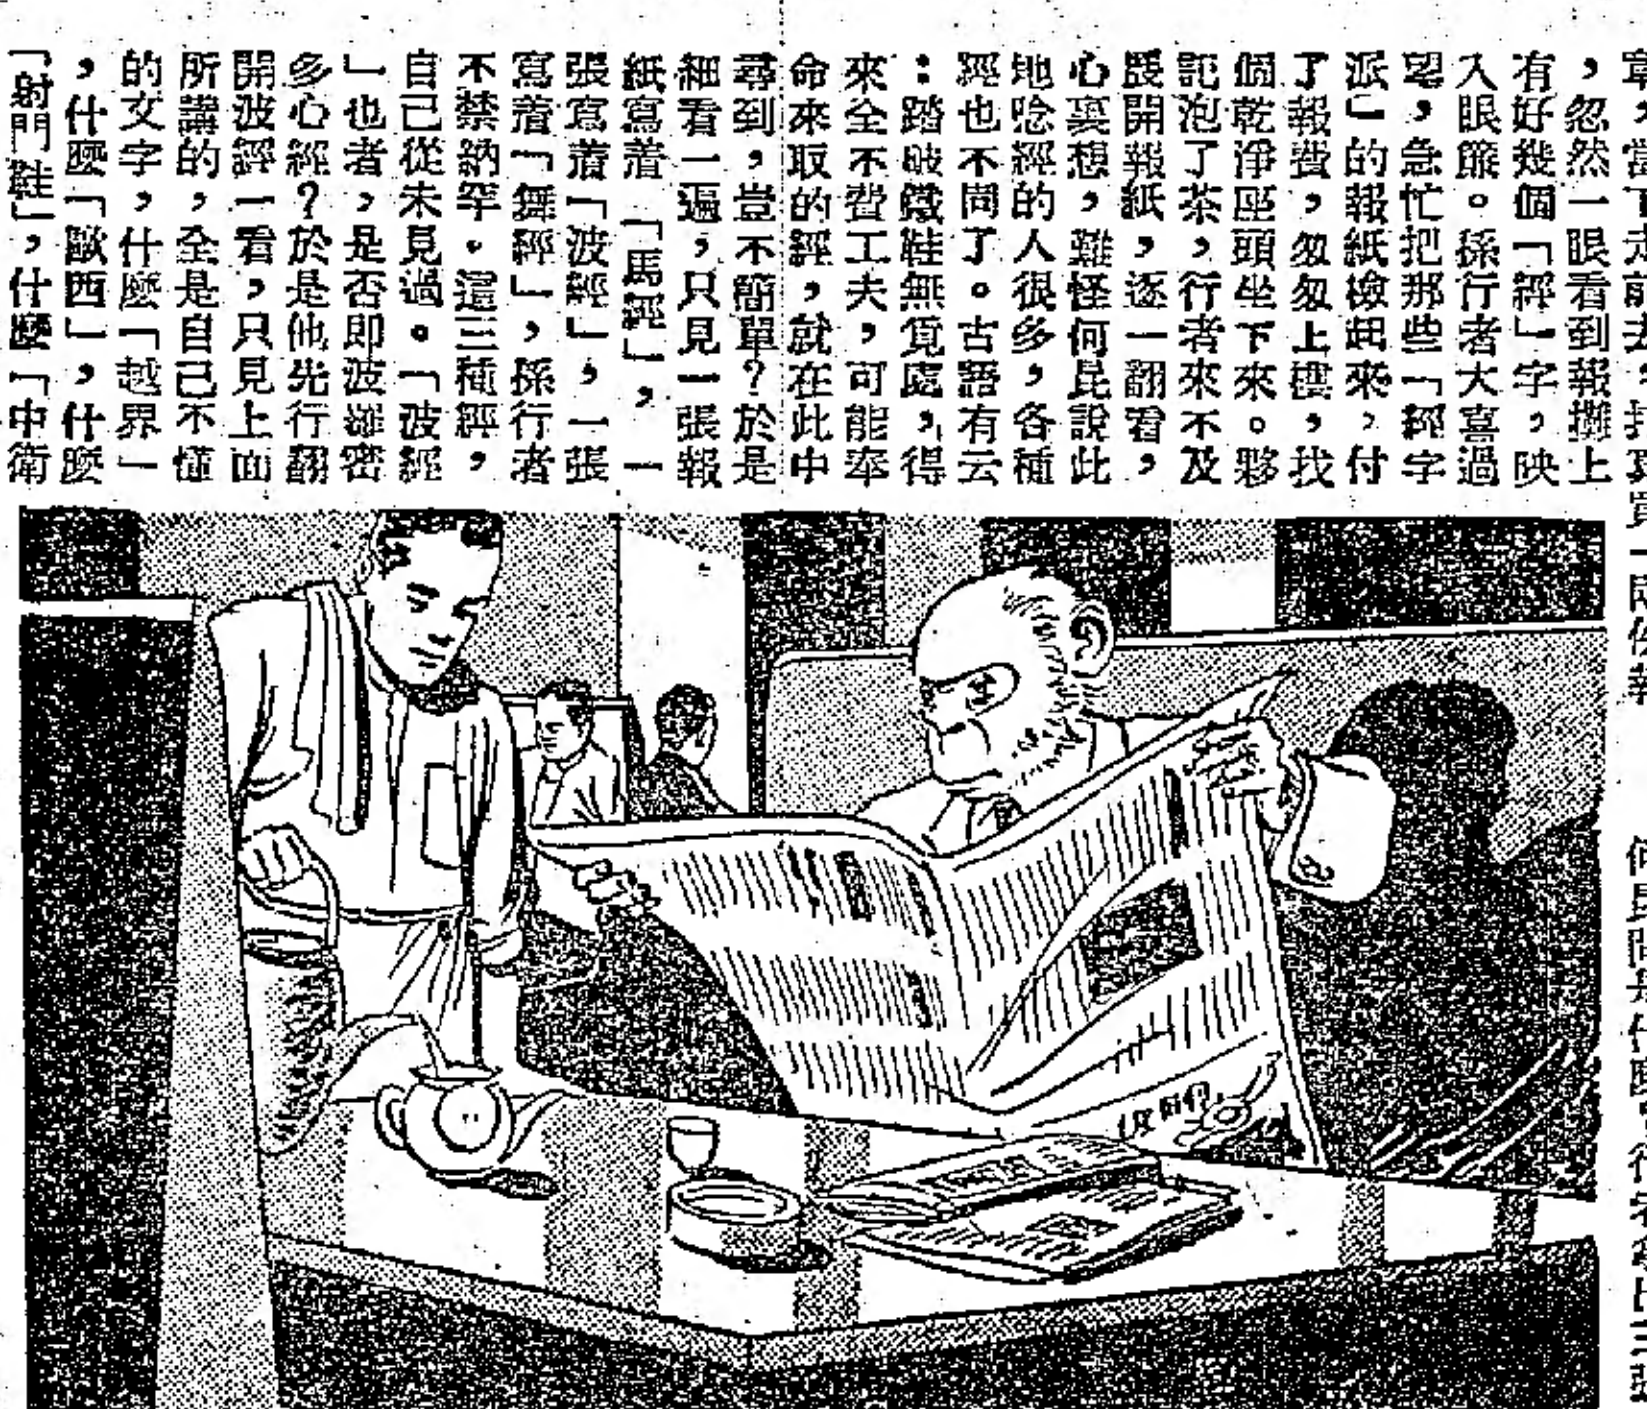 ，忽然一眼看到報攤上
有好幾個「經」字，映
入眼簾。孫行者大喜過
望，急忙把那些「經字
派」的報紙檢起來，付
了報費，匆匆上樓，找
個乾淨座頭坐下來。夥
記泡了茶，行者來不及
展開報紙，逐一翻看，
心裏想，難怪何昆說此
地唸經的人很多，各種
經也不同了。古語有云
：踏破鐵鞋無覓處，得
來全不費工夫，可能奉
命來取的經，就在此中
尋到，豈不簡單？於是
細看一遍，只見一張報
紙寫着「馬經」，一
張寫着「波經」，一張
寫着「舞經」，孫行者
不禁納罕。這三種經，
自己從未見過。「波經
」也者，是否即波羅密
多心經？於是他先行翻
開波經一看，只見上面
所講的，全是自己不懂
的文字，什麼「越界」
，什麼「歐西」，什麼
「射門鞋」，什麼「中衛